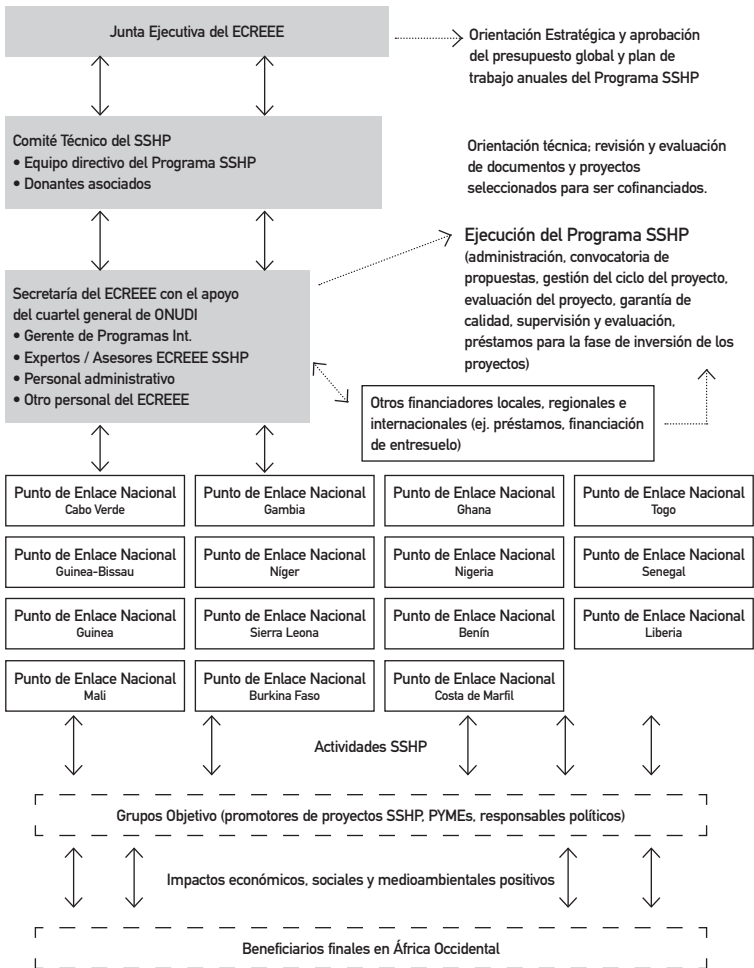 Junta Ejecutiva del ECREEE
Orientación Estratégica y aprobación
del presupuesto global y plan de
trabajo anuales del Programa SSHP
Comité Técnico del SSHP
• Equipo directivo del Programa SSHP
• Donantes asociados
Orientación técnica; revisión y evaluación
de documentos y proyectos
seleccionados para ser cofinanciados.
Ejecución del Programa SSHP
(administración, convocatoria de
propuestas, gestión del ciclo del proyecto,
evaluación del proyecto, garantía de
calidad, supervisión y evaluación,
préstamos para la fase de inversión de los
proyectos)
Secretaría del ECREEE con el apoyo
del cuartel general de ONUDI
• Gerente de Programas Int.
• Expertos / Asesores ECREEE SSHP
• Personal administrativo
• Otro personal del ECREEE
Otros financiadores locales, regionales e
internacionales (ej. préstamos, financiación
de entresuelo)
Punto de Enlace Nacional
Cabo Verde
Punto de Enlace Nacional
Gambia
Punto de Enlace Nacional
Ghana
Punto de Enlace Nacional
Togo
Punto de Enlace Nacional
Guinea-Bissau
Punto de Enlace Nacional
Níger
Punto de Enlace Nacional
Nigeria
Punto de Enlace Nacional
Senegal
Punto de Enlace Nacional
Guinea
Punto de Enlace Nacional
Sierra Leona
Punto de Enlace Nacional
Benín
Punto de Enlace Nacional
Liberia
Punto de Enlace Nacional
Mali
Punto de Enlace Nacional
Burkina Faso
Punto de Enlace Nacional
Costa de Marfil
Actividades SSHP
Grupos Objetivo (promotores de proyectos SSHP, PYMEs, responsables políticos)
Impactos económicos, sociales y medioambientales positivos
Beneficiarios finales en África Occidental